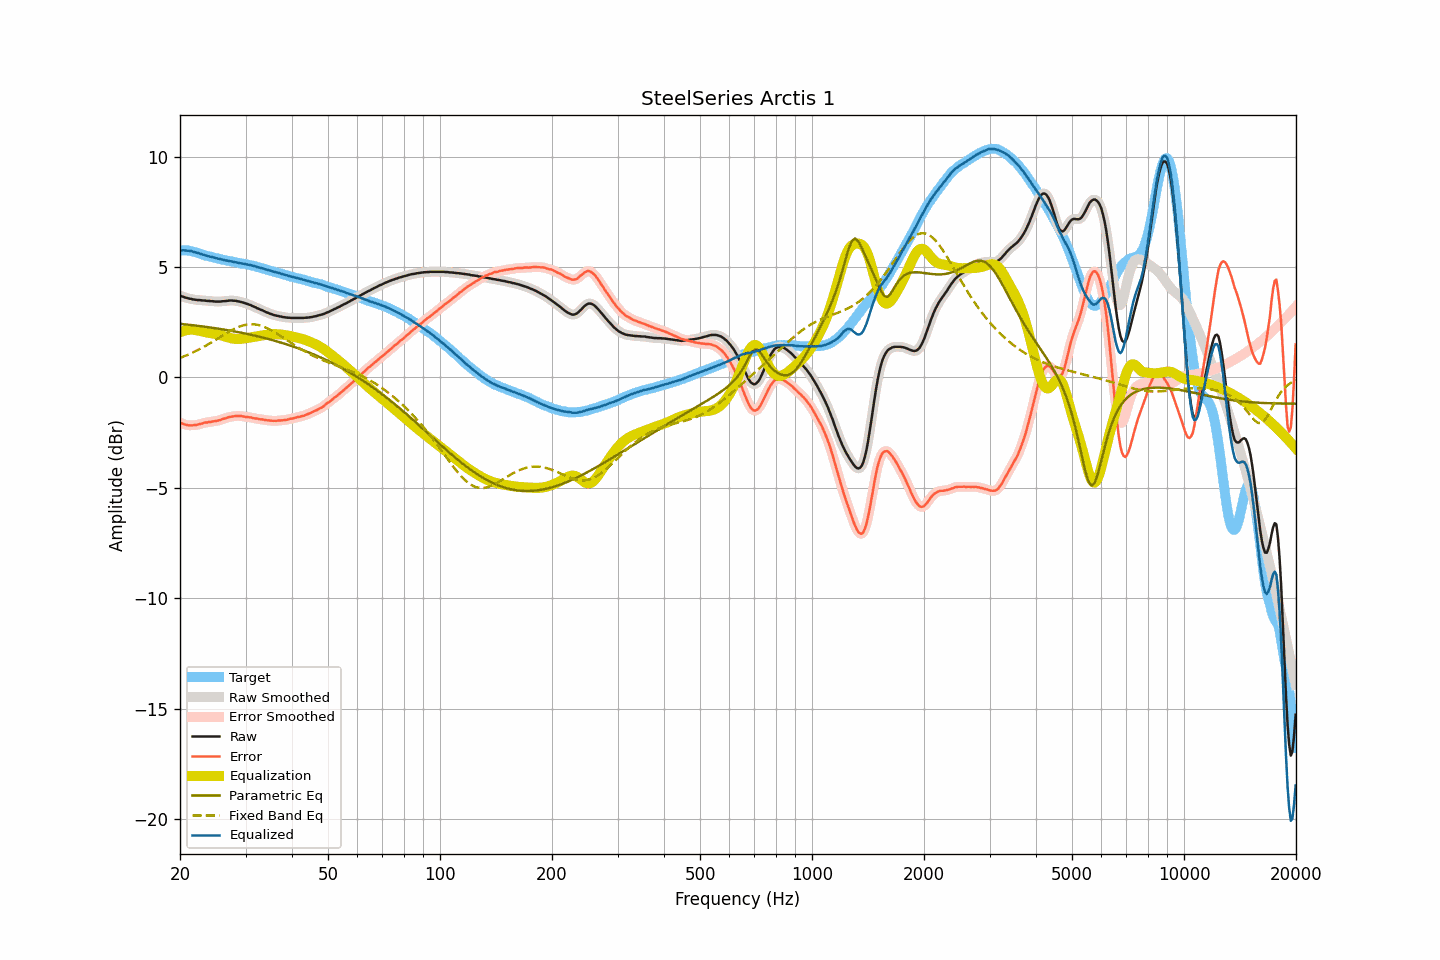 SteelSeries Arctis 1
Amplitude (dBr)
10
5
0
−5
−10
−15
−20
Target
Raw Smoothed
Error Smoothed
Raw
Error
Equalization
Parametric Eq
Fixed Band Eq
Equalized
20 50 100 200 500 1000 2000 5000 10000 20000
Frequency (Hz)